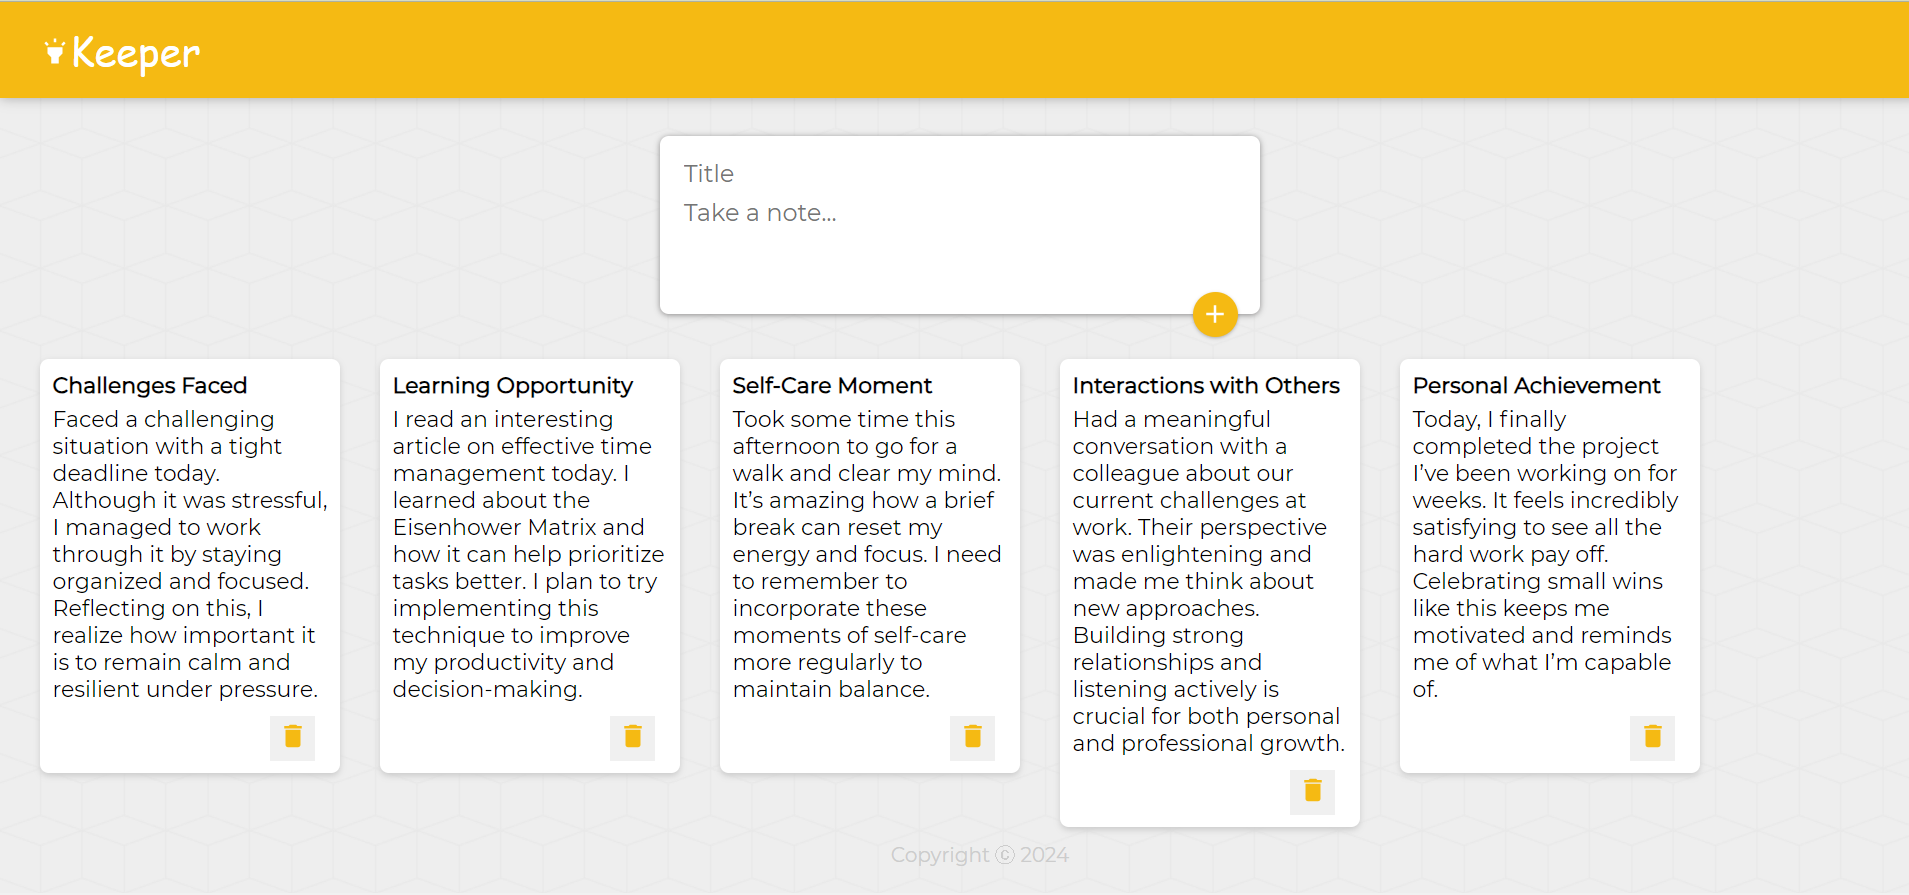 Keeper
Title
Take a note...
Challenges Faced
Faced a challenging
situation with a tight
deadline today.
Although it was stressful,
I managed to work
through it by staying
organized and focused.
Reflecting on this, I
realize how important it
is to remain calm and
resilient under pressure.
Learning Opportunity
I read an interesting
article on effective time
management today. I
learned about the
Eisenhower Matrix and
how it can help prioritize
tasks better. I plan to try
implementing this
technique to improve
my productivity and
decision-making.
Self-Care Moment
Took some time this
afternoon to go for a
walk and clear my mind.
It’s amazing how a brief
break can reset my
energy and focus. I need
to remember to
incorporate these
moments of self-care
more regularly to
maintain balance.
Interactions with Others
Had a meaningful
conversation with a
colleague about our
current challenges at
work. Their perspective
was enlightening and
made me think about
new approaches.
Building strong
relationships and
listening actively is
crucial for both personal
and professional growth.
Personal Achievement
Today, I finally
completed the project
I’ve been working on for
weeks. It feels incredibly
satisfying to see all the
hard work pay off.
Celebrating small wins
like this keeps me
motivated and reminds
me of what I’m capable
of.
Copyright ⓒ 2024